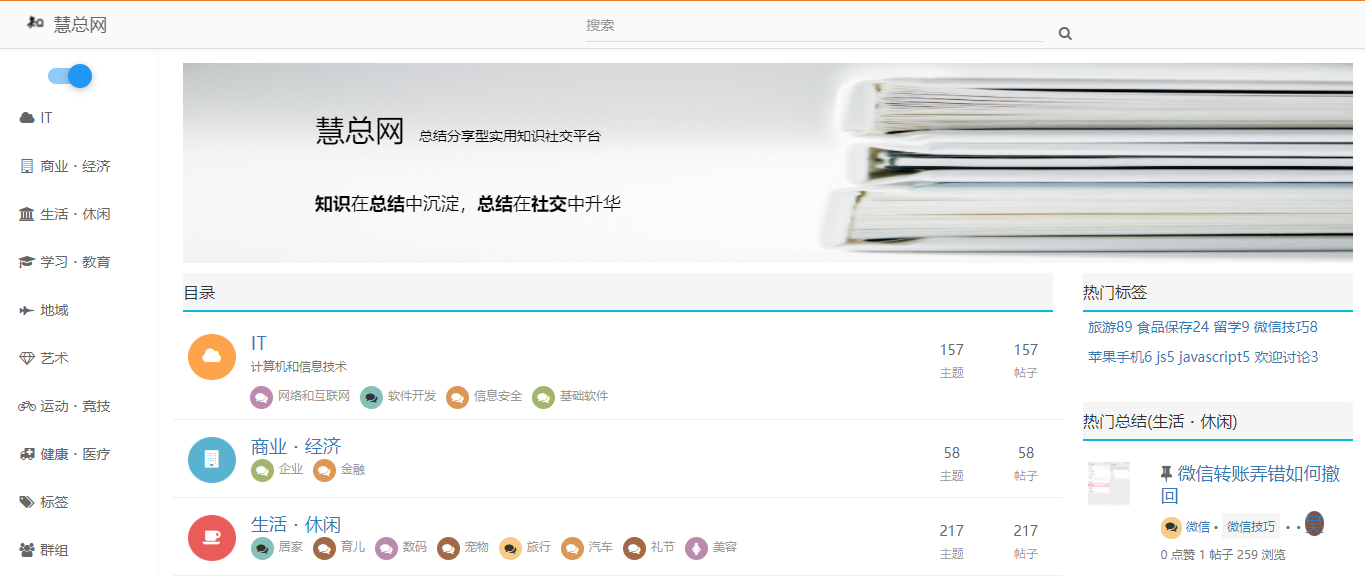 慧总网
搜索
IT
商业 · 经济
生活 · 休闲
学习 · 教育
地域
艺术
运动 · 竞技
健康 · 医疗
标签
群组
慧总网 总结分享型实用知识社交平台
知识在总结中沉淀，总结在社交中升华
目录
IT
计算机和信息技术
网络和互联网 软件开发 信息安全 基础软件
157 157
主题 帖子
商业 · 经济
企业 金融
58 58
主题 帖子
生活 · 休闲
居家 育儿 数码 宠物 旅行 汽车 礼节 美容
217 217
主题 帖子
热门标签
旅游89 食品保存24 留学9 微信技巧8
苹果手机6 js5 javascript5 欢迎讨论3
热门总结(生活 · 休闲)
微信转账弄错如何撤
回
微信 • 微信技巧 • •
0 点赞 1 帖子 259 浏览